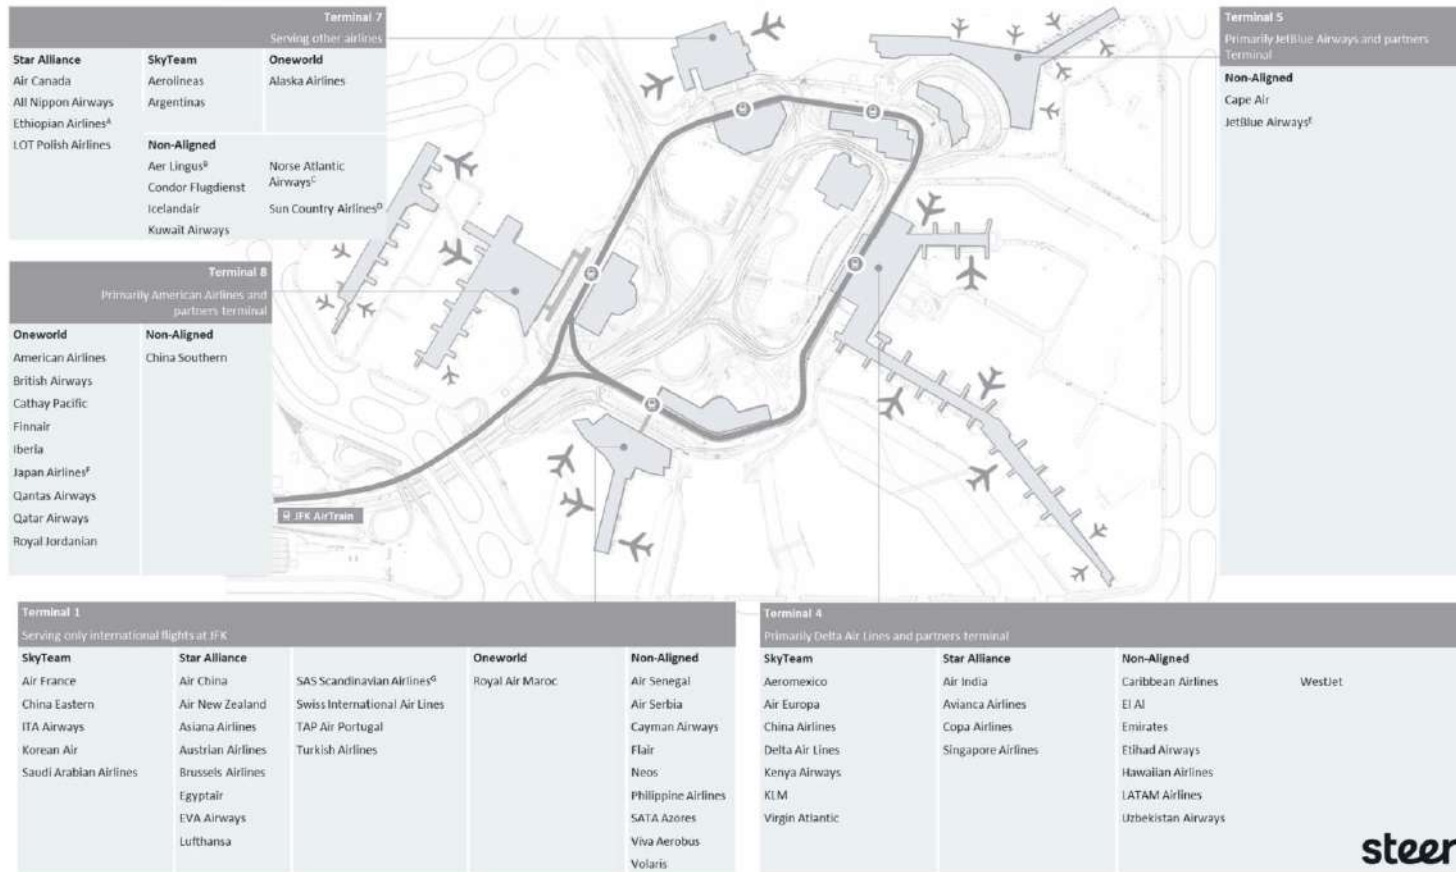 Terminal 7
Serving other airlines
Star Alliance
Air Canada
All Nippon Airways
Ethiopian Airlinesᴬ
LOT Polish Airlines
SkyTeam
Aerolineas
Argentinas
Oneworld
Alaska Airlines
Non-Aligned
Aer Lingusᴮ
Condor Flugdienst
Icelandair
Kuwait Airways
Norse Atlantic
Airwaysᶜ
Sun Country Airlinesᴰ
Terminal 5
Primarily JetBlue Airways and partners
Terminal
Non-Aligned
Cape Air
JetBlue Airwaysᴱ
Terminal 8
Primarily American Airlines and
partners terminal
Oneworld
American Airlines
British Airways
Cathay Pacific
Finnair
Iberia
Japan Airlinesᶠ
Qantas Airways
Qatar Airways
Royal Jordanian
Non-Aligned
China Southern
JFK AirTrain
Terminal 1
Serving only international flights at JFK
SkyTeam
Air France
China Eastern
ITA Airways
Korean Air
Saudi Arabian Airlines
Star Alliance
Air China
Air New Zealand
Asiana Airlines
Austrian Airlines
Brussels Airlines
Egyptair
EVA Airways
Lufthansa
SAS Scandinavian Airlinesᴳ
Swiss International Air Lines
TAP Air Portugal
Turkish Airlines
Oneworld
Royal Air Maroc
Non-Aligned
Air Senegal
Air Serbia
Cayman Airways
Flair
Neos
Philippine Airlines
SATA Azores
Viva Aerobus
Volaris
Terminal 4
Primarily Delta Air Lines and partners terminal
SkyTeam
Aeromexico
Air Europa
China Airlines
Delta Air Lines
Kenya Airways
KLM
Virgin Atlantic
Star Alliance
Air India
Avianca Airlines
Copa Airlines
Singapore Airlines
Non-Aligned
Caribbean Airlines
El Al
Emirates
Etihad Airways
Hawaiian Airlines
LATAM Airlines
Uzbekistan Airways
WestJet
steer